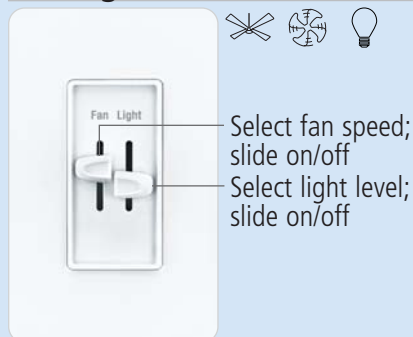 Fan Light
Select fan speed;
slide on/off
Select light level;
slide on/off